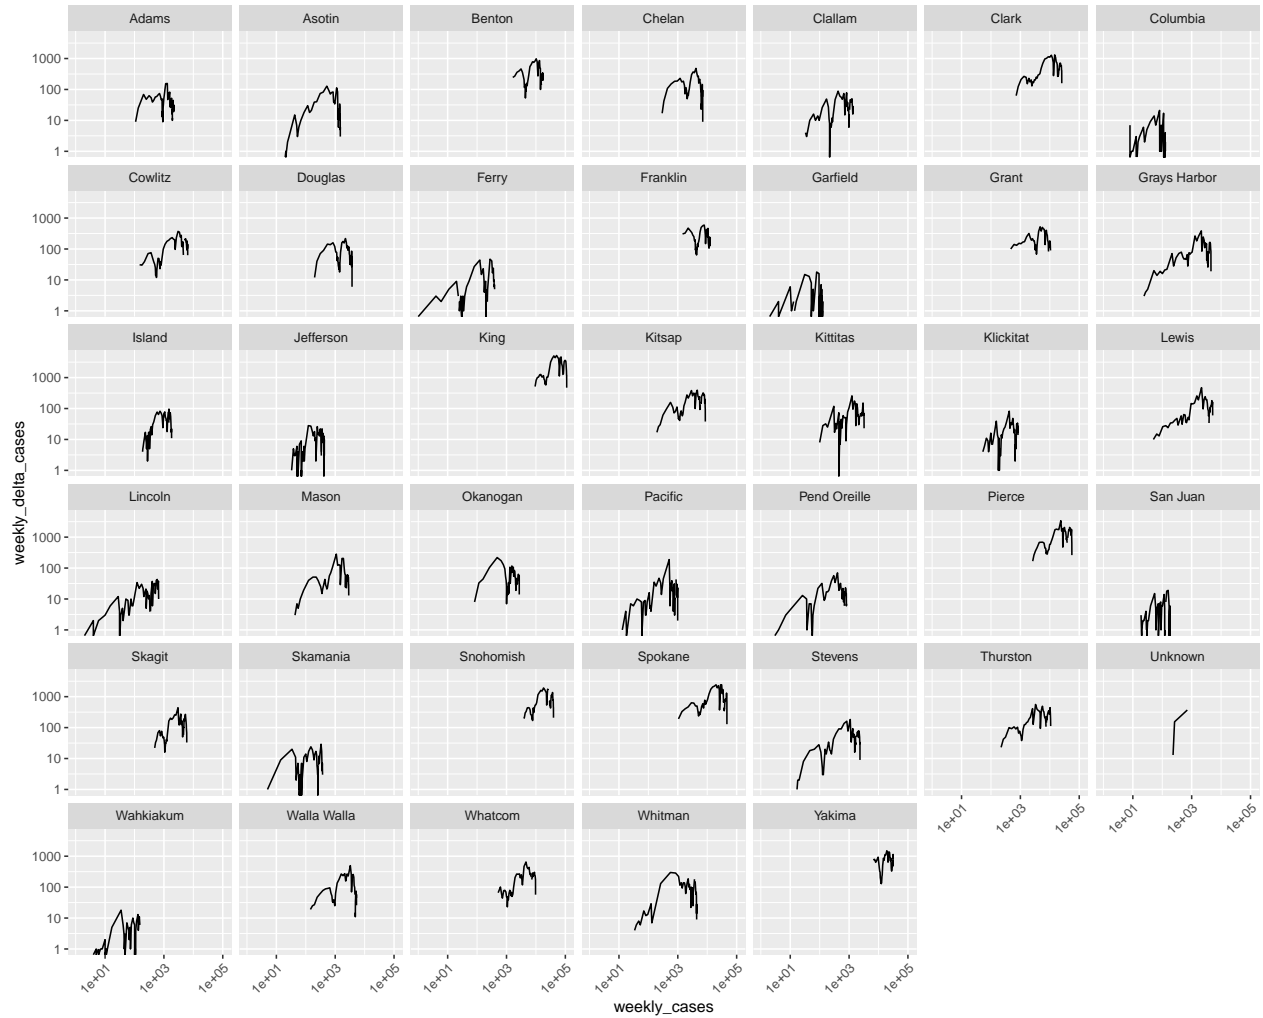 Adams Asotin Benton Chelan Clallam Clark Columbia
1000
100
10
1
Cowlitz Douglas Ferry Franklin Garfield Grant Grays Harbor
1000
100
10
1
Island Jefferson King Kitsap Kittitas Klickitat Lewis
1000
100
10
1
weekly_delta_cases
Lincoln Mason Okanogan Pacific Pend Oreille Pierce San Juan
1000
100
10
1
Skagit Skamania Snohomish Spokane Stevens Thurston Unknown
1000
100
10
1
1e+01 1e+03 1e+05 1e+01 1e+03 1e+05
Wahkiakum Walla Walla Whatcom Whitman Yakima
1000
100
10
1
1e+01 1e+03 1e+05 1e+01 1e+03 1e+05 1e+01 1e+03 1e+05 1e+01 1e+03 1e+05 1e+01 1e+03 1e+05
weekly_cases